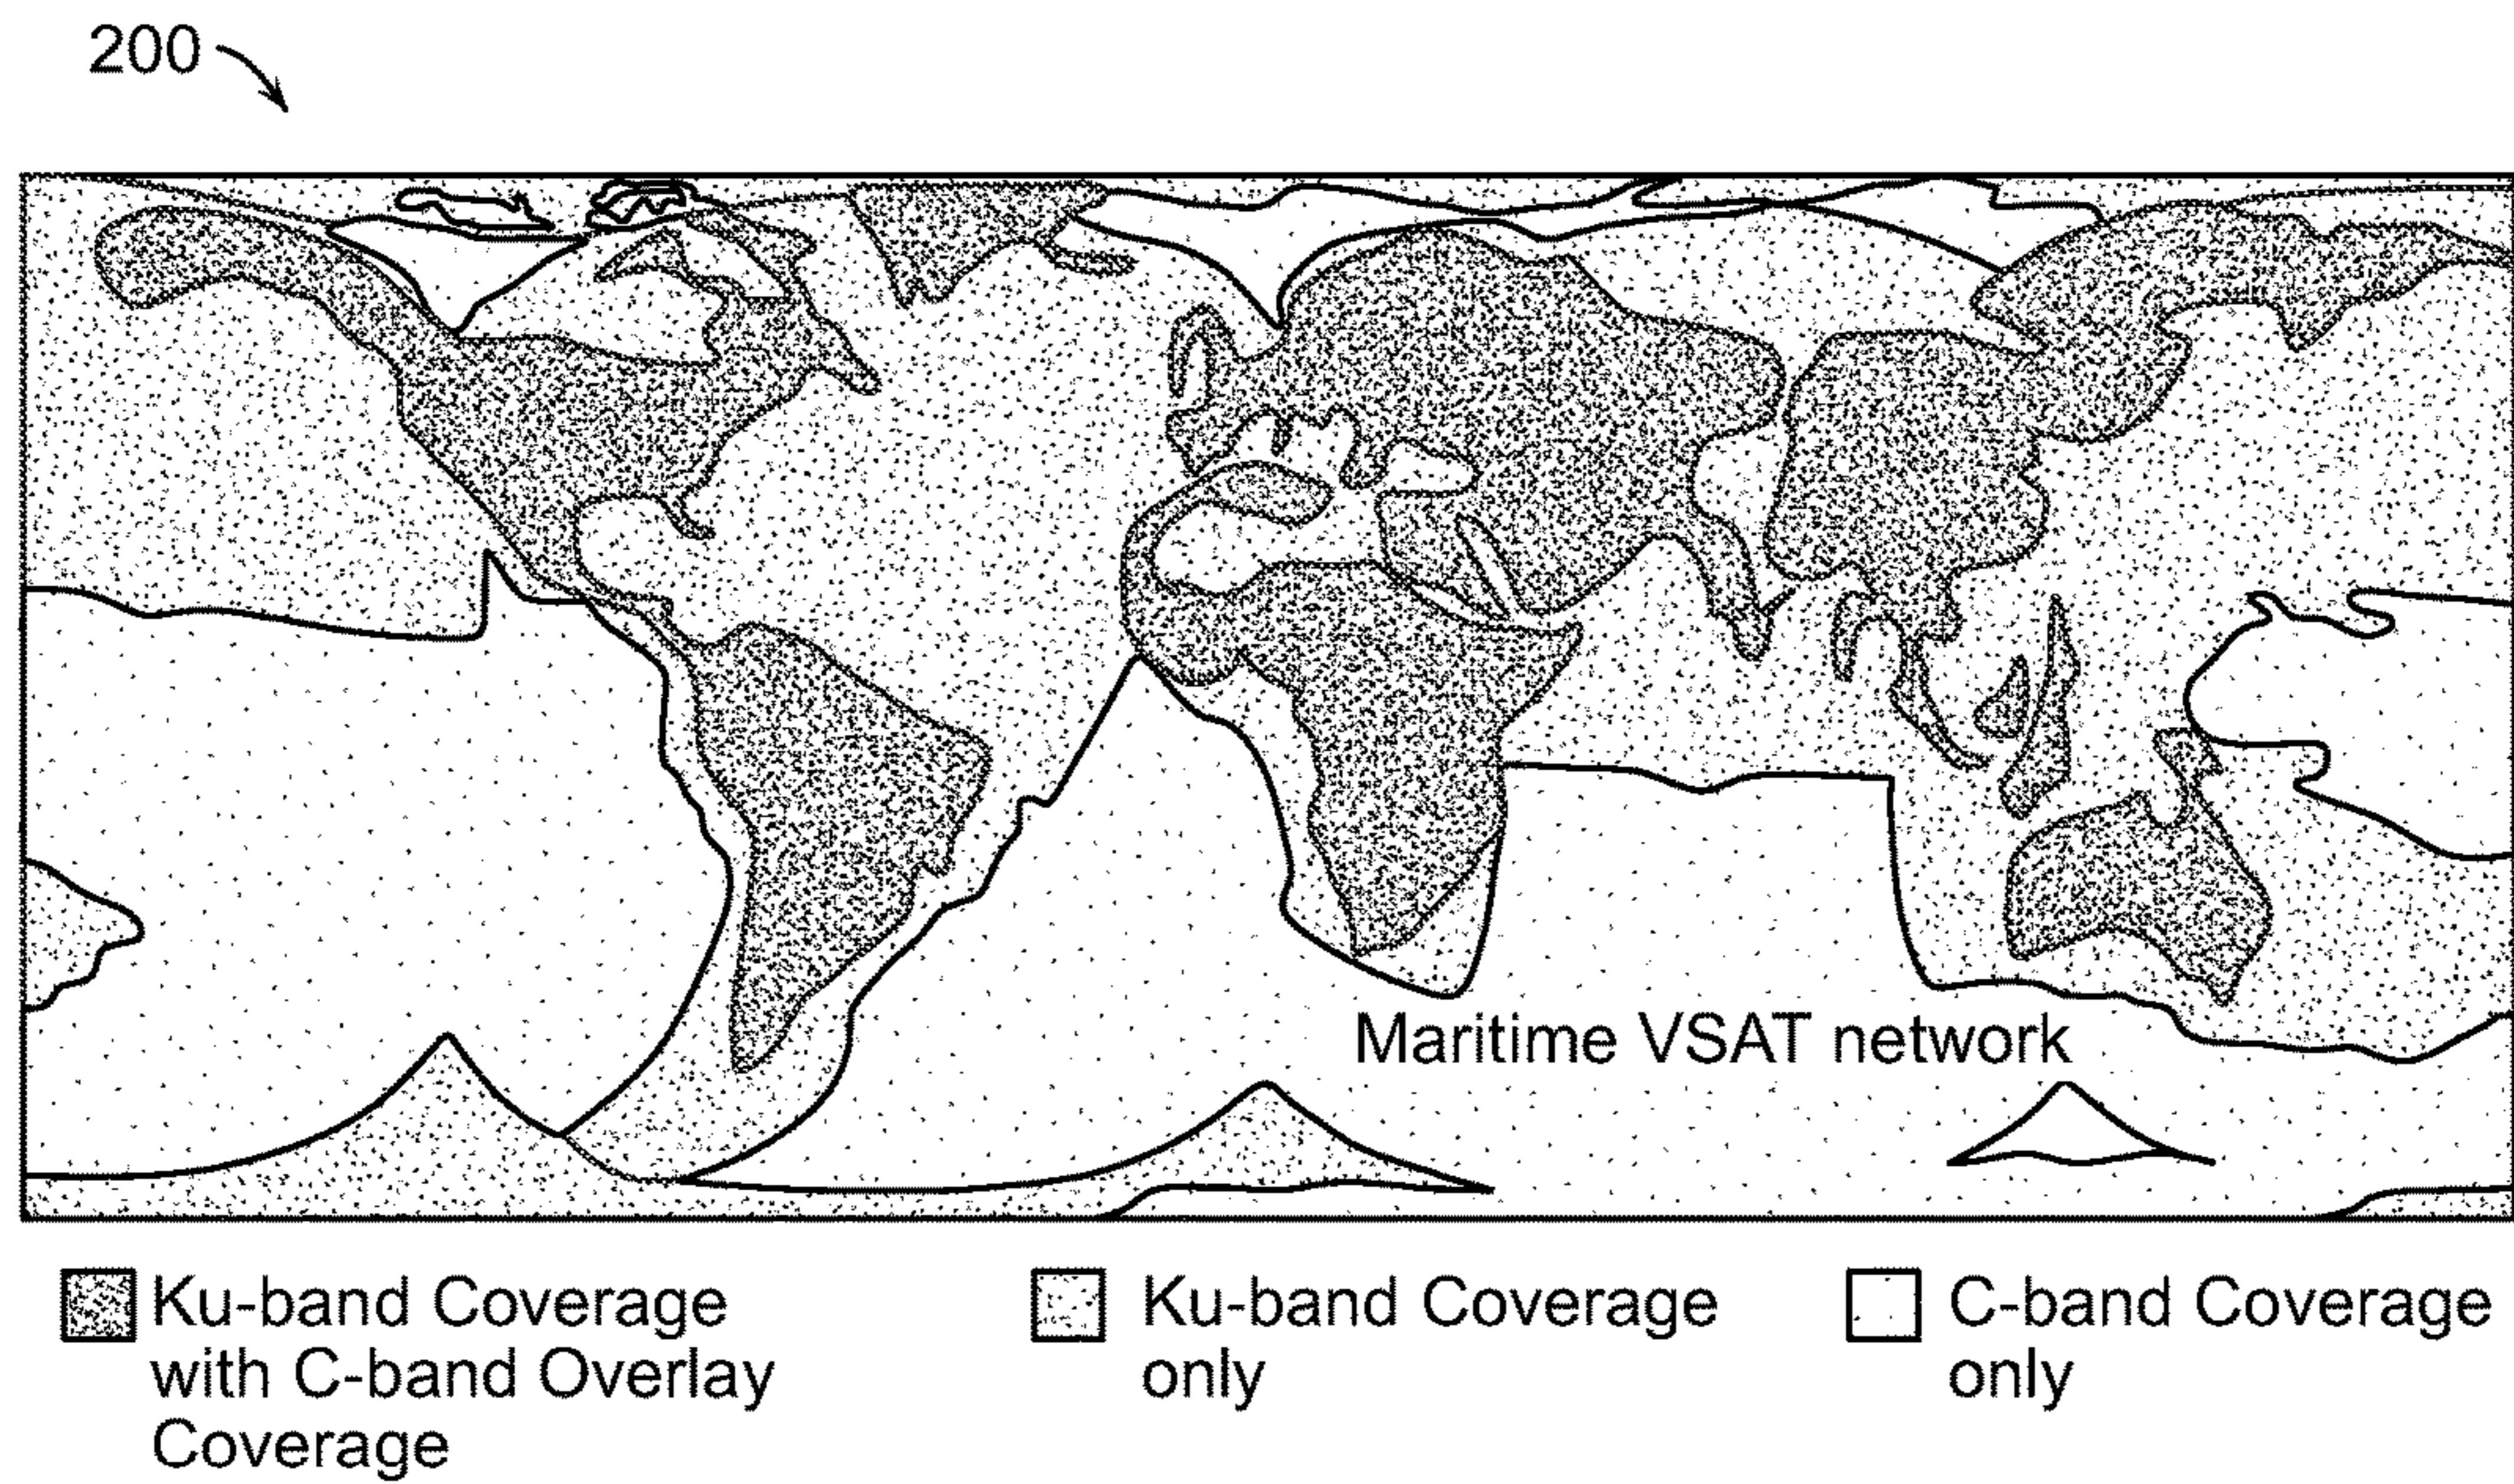 200
Maritime VSAT network
Ku-band Coverage
with C-band Overlay
Coverage
Ku-band Coverage
only
C-band Coverage
only